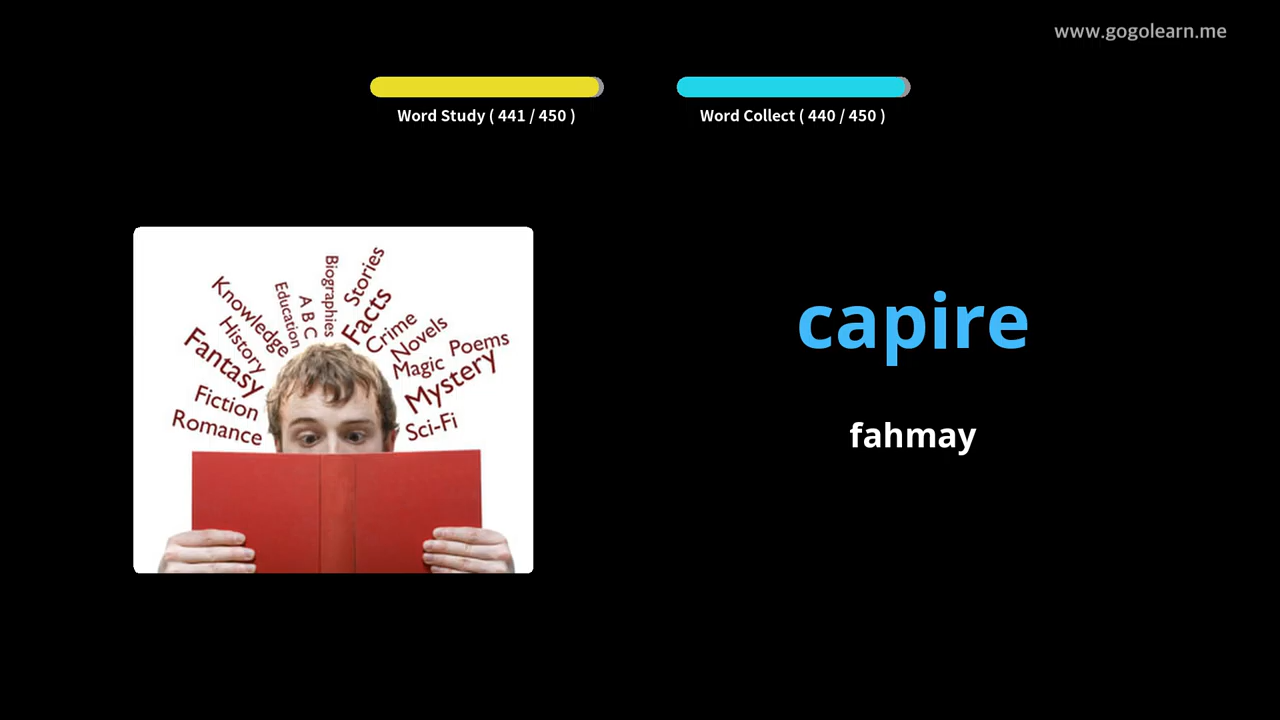 www.gogolearn.me
Word Study ( 441 / 450 )
Word Collect ( 440 / 450 )
Knowledge
Education
A B C
Biographies
Stories
Facts
Crime
Novels
Poems
History
Fantasy
Magic
Mystery
Fiction
Romance
Sci-Fi
capire
fahmay